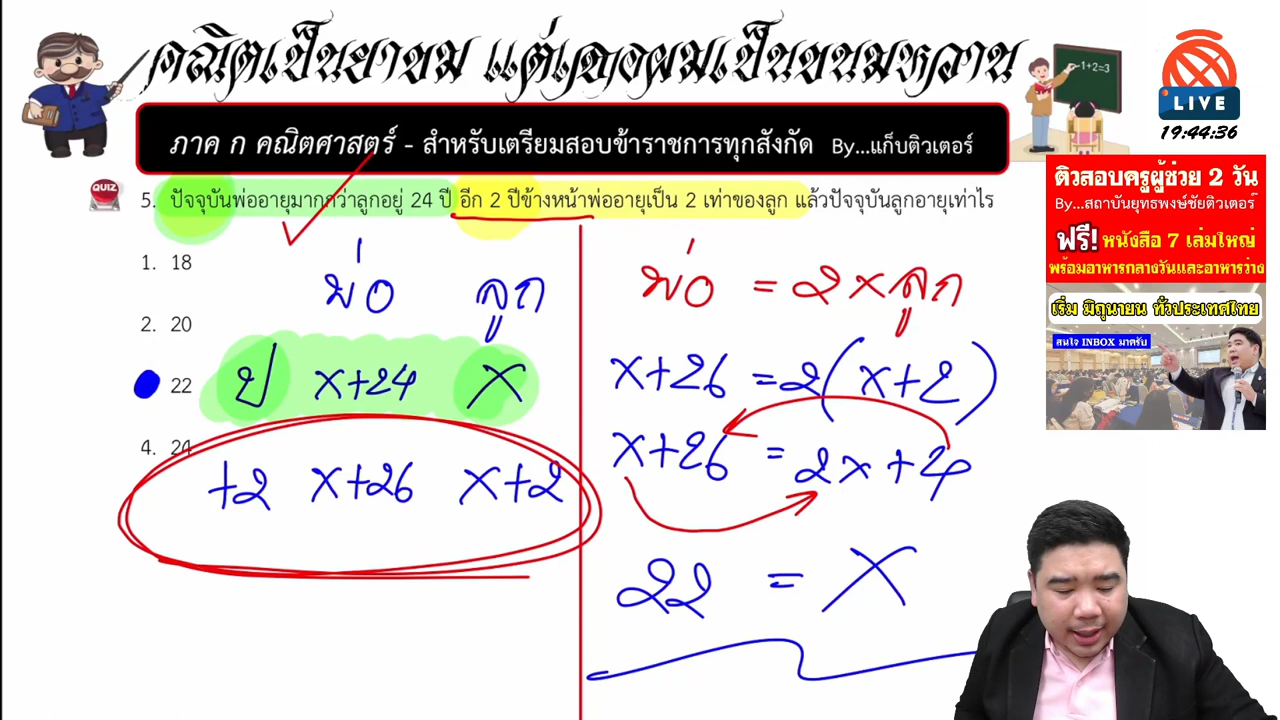 คณิตเป็นยาขม แต่เธอผมเป็นขนมหวาน
-1+2=3
LIVE
19:44:36
ภาค ก คณิตศาสตร์ - สำหรับเตรียมสอบข้าราชการทุกสังกัด By...แก็บติวเตอร์
ติวสอบครูผู้ช่วย 2 วัน
By...สถาบันยุทธพงษ์ชัยติวเตอร์
ฟรี! หนังสือ 7 เล่มใหญ่
พร้อมอาหารกลางวันและอาหารว่าง
เริ่ม มิถุนายน ทั่วประเทศไทย
สนใจ INBOX มาครับ
QUIZ
5. ปัจจุบันพ่ออายุมากกว่าลูกอยู่ 24 ปี อีก 2 ปีข้างหน้าพ่ออายุเป็น 2 เท่าของลูก แล้วปัจจุบันลูกอายุเท่าไร
1. 18
2. 20
22
4. 24
พ่อ ลูก
ป x+24 x
+2 x+26 x+2
พ่อ = 2 x ลูก
x+26 = 2(x+2)
x+26 = 2x+4
22 = x